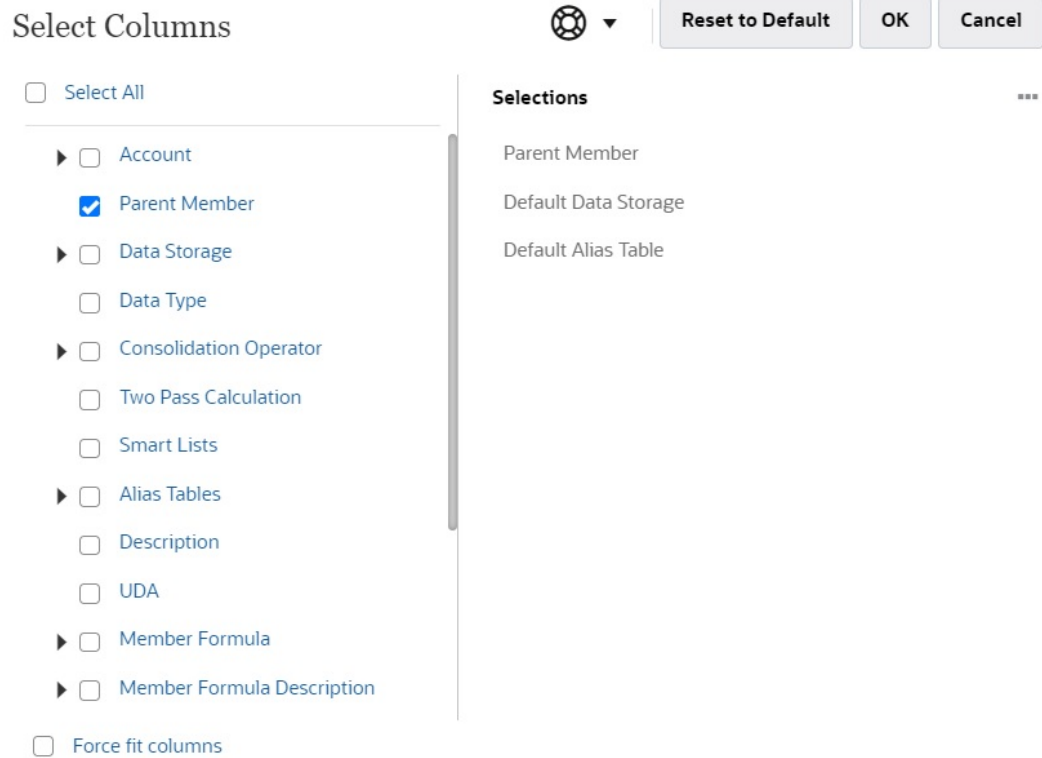 Select Columns
Reset to Default
OK
Cancel
Select All
Account
Parent Member
Data Storage
Data Type
Consolidation Operator
Two Pass Calculation
Smart Lists
Alias Tables
Description
UDA
Member Formula
Member Formula Description
Force fit columns
Selections
Parent Member
Default Data Storage
Default Alias Table